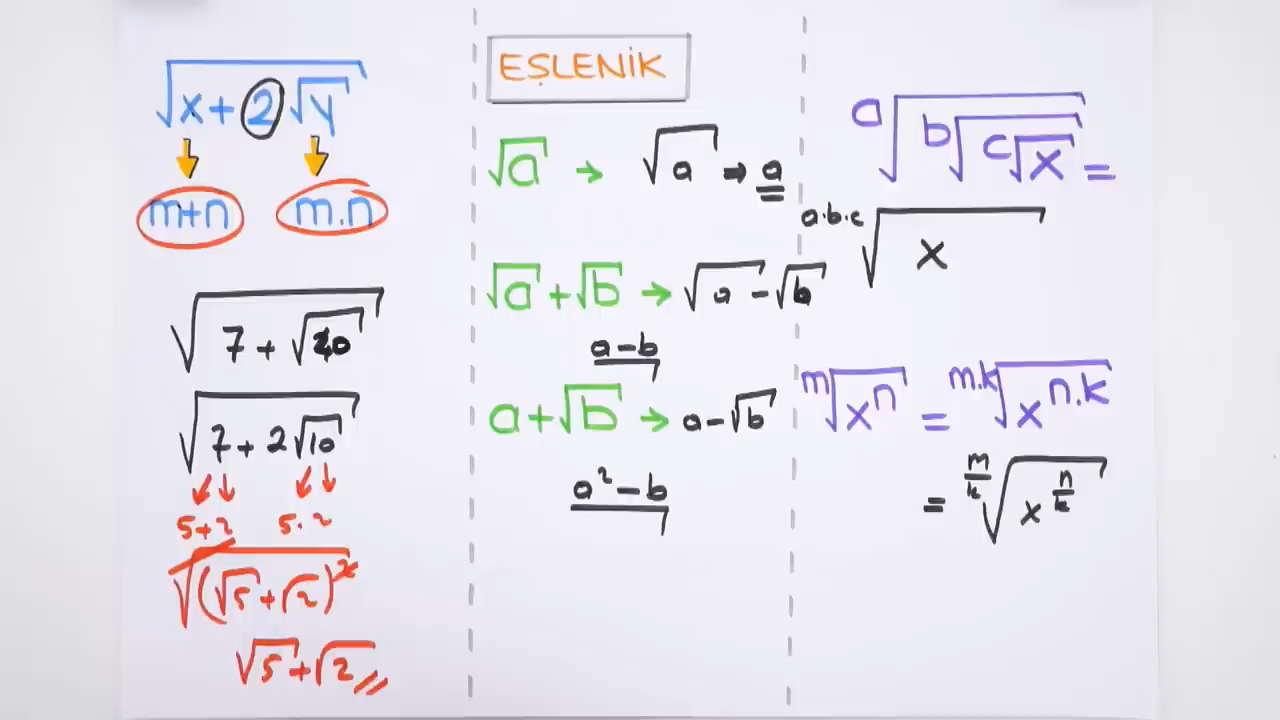 √(x + 2√y)
m+n m.n
√(7 + √40)
√(7 + 2√10)
5+2 5.2
√(√5+√2)²
√5+√2
EŞLENİK
√a → √a ⇒ a
√a + √b → √a - √b
a-b
a+√b → a-√b
a² - b
ᵃ√ᵇ√ᶜ√x =
a.b.c√x
ᵐ√xⁿ = ᵐ·ᵏ√xⁿ·ᵏ
= m/k√x^n/k